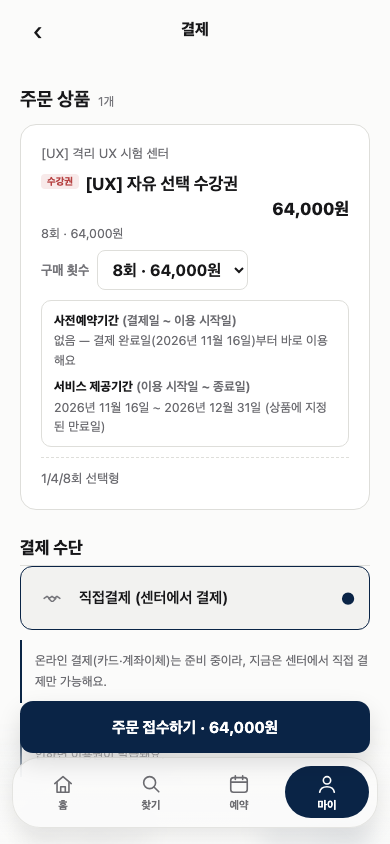 결제
주문 상품 1개
[UX] 격리 UX 시험 센터
수강권 [UX] 자유 선택 수강권
64,000원
8회 · 64,000원
구매 횟수 8회 · 64,000원
사전예약기간 (결제일 ~ 이용 시작일)
없음 — 결제 완료일(2026년 11월 16일)부터 바로 이용
해요
서비스 제공기간 (이용 시작일 ~ 종료일)
2026년 11월 16일 ~ 2026년 12월 31일 (상품에 지정
된 만료일)
1/4/8회 선택형
결제 수단
직접결제 (센터에서 결제)
온라인 결제(카드·계좌이체)는 준비 중이라, 지금은 센터에서 직접 결
제만 가능해요.
주문 접수하기 · 64,000원
홈 찾기 예약 마이